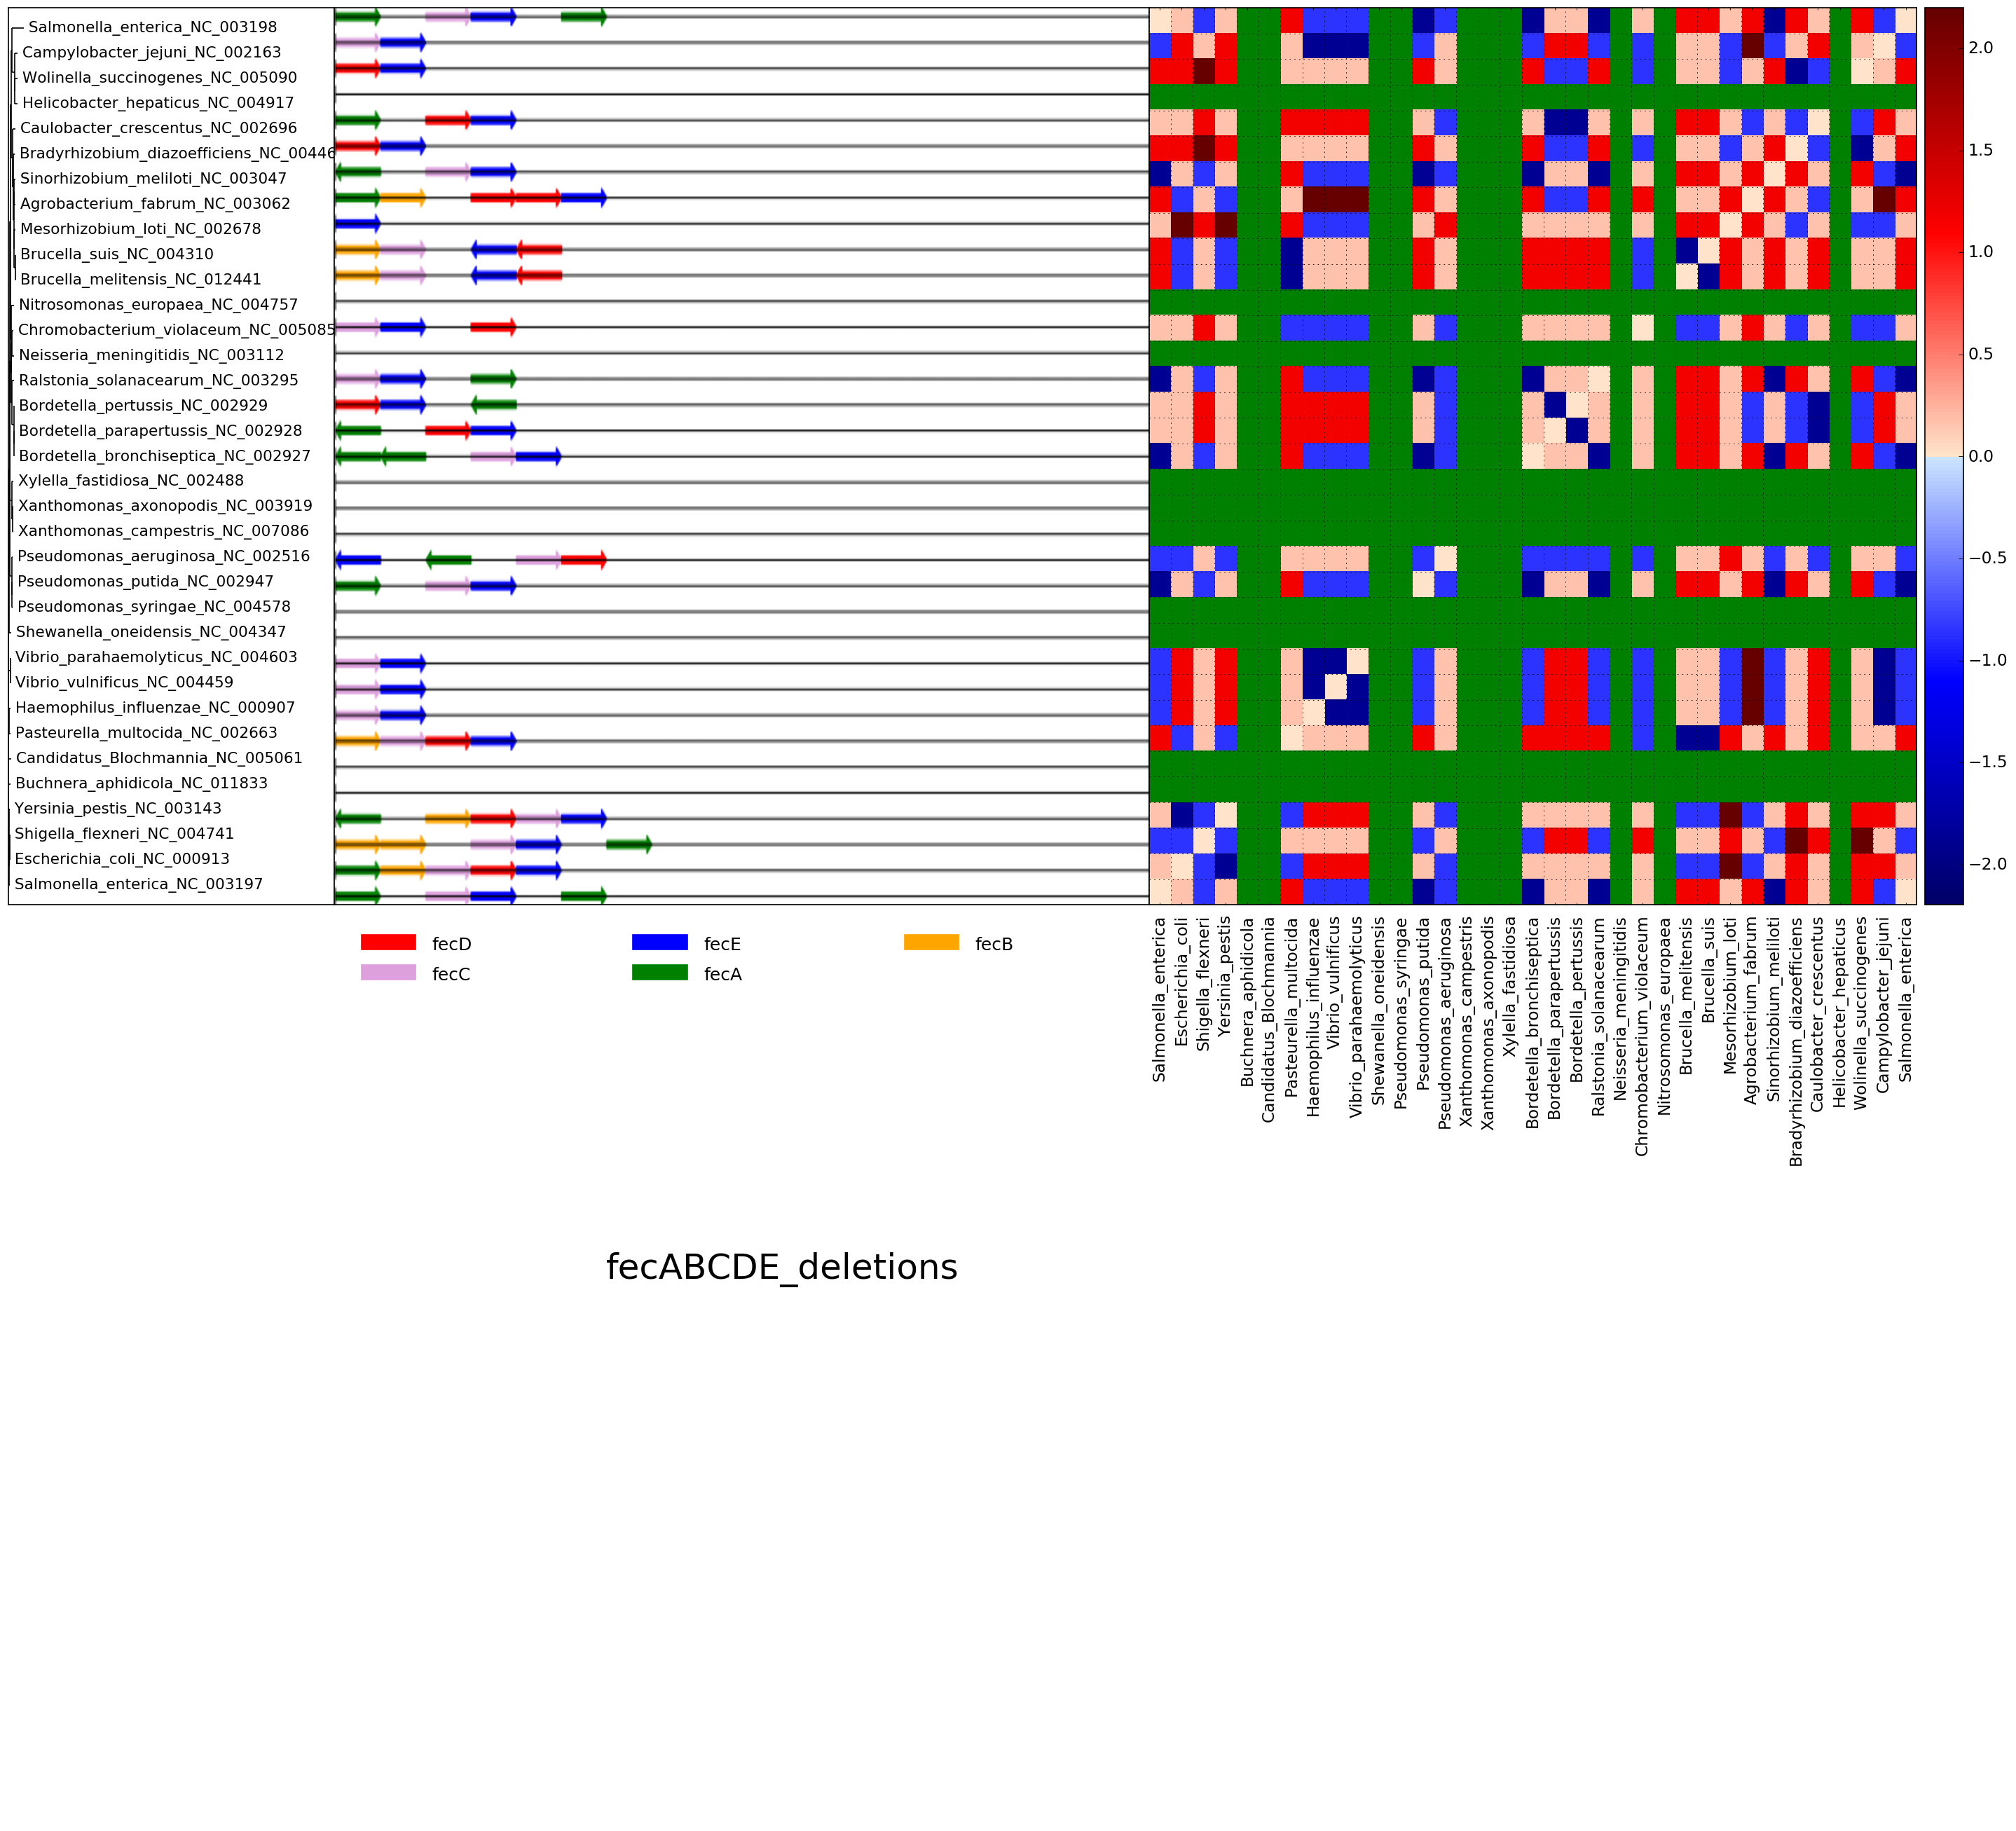 Salmonella_enterica_NC_003198
Campylobacter_jejuni_NC_002163
Wolinella_succinogenes_NC_005090
Helicobacter_hepaticus_NC_004917
Caulobacter_crescentus_NC_002696
Bradyrhizobium_diazoefficiens_NC_00446
Sinorhizobium_meliloti_NC_003047
Agrobacterium_fabrum_NC_003062
Mesorhizobium_loti_NC_002678
Brucella_suis_NC_004310
Brucella_melitensis_NC_012441
Nitrosomonas_europaea_NC_004757
Chromobacterium_violaceum_NC_005085
Neisseria_meningitidis_NC_003112
Ralstonia_solanacearum_NC_003295
Bordetella_pertussis_NC_002929
Bordetella_parapertussis_NC_002928
Bordetella_bronchiseptica_NC_002927
Xylella_fastidiosa_NC_002488
Xanthomonas_axonopodis_NC_003919
Xanthomonas_campestris_NC_007086
Pseudomonas_aeruginosa_NC_002516
Pseudomonas_putida_NC_002947
Pseudomonas_syringae_NC_004578
Shewanella_oneidensis_NC_004347
Vibrio_parahaemolyticus_NC_004603
Vibrio_vulnificus_NC_004459
Haemophilus_influenzae_NC_000907
Pasteurella_multocida_NC_002663
Candidatus_Blochmannia_NC_005061
Buchnera_aphidicola_NC_011833
Yersinia_pestis_NC_003143
Shigella_flexneri_NC_004741
Escherichia_coli_NC_000913
Salmonella_enterica_NC_003197
2.0
1.5
1.0
0.5
0.0
−0.5
−1.0
−1.5
−2.0
fecD
fecE
fecB
fecC
fecA
Salmonella_enterica
Escherichia_coli
Shigella_flexneri
Yersinia_pestis
Buchnera_aphidicola
Candidatus_Blochmannia
Pasteurella_multocida
Haemophilus_influenzae
Vibrio_vulnificus
Vibrio_parahaemolyticus
Shewanella_oneidensis
Pseudomonas_syringae
Pseudomonas_putida
Pseudomonas_aeruginosa
Xanthomonas_campestris
Xanthomonas_axonopodis
Xylella_fastidiosa
Bordetella_bronchiseptica
Bordetella_parapertussis
Bordetella_pertussis
Ralstonia_solanacearum
Neisseria_meningitidis
Chromobacterium_violaceum
Nitrosomonas_europaea
Brucella_melitensis
Brucella_suis
Mesorhizobium_loti
Agrobacterium_fabrum
Sinorhizobium_meliloti
Bradyrhizobium_diazoefficiens
Caulobacter_crescentus
Helicobacter_hepaticus
Wolinella_succinogenes
Campylobacter_jejuni
Salmonella_enterica
fecABCDE_deletions